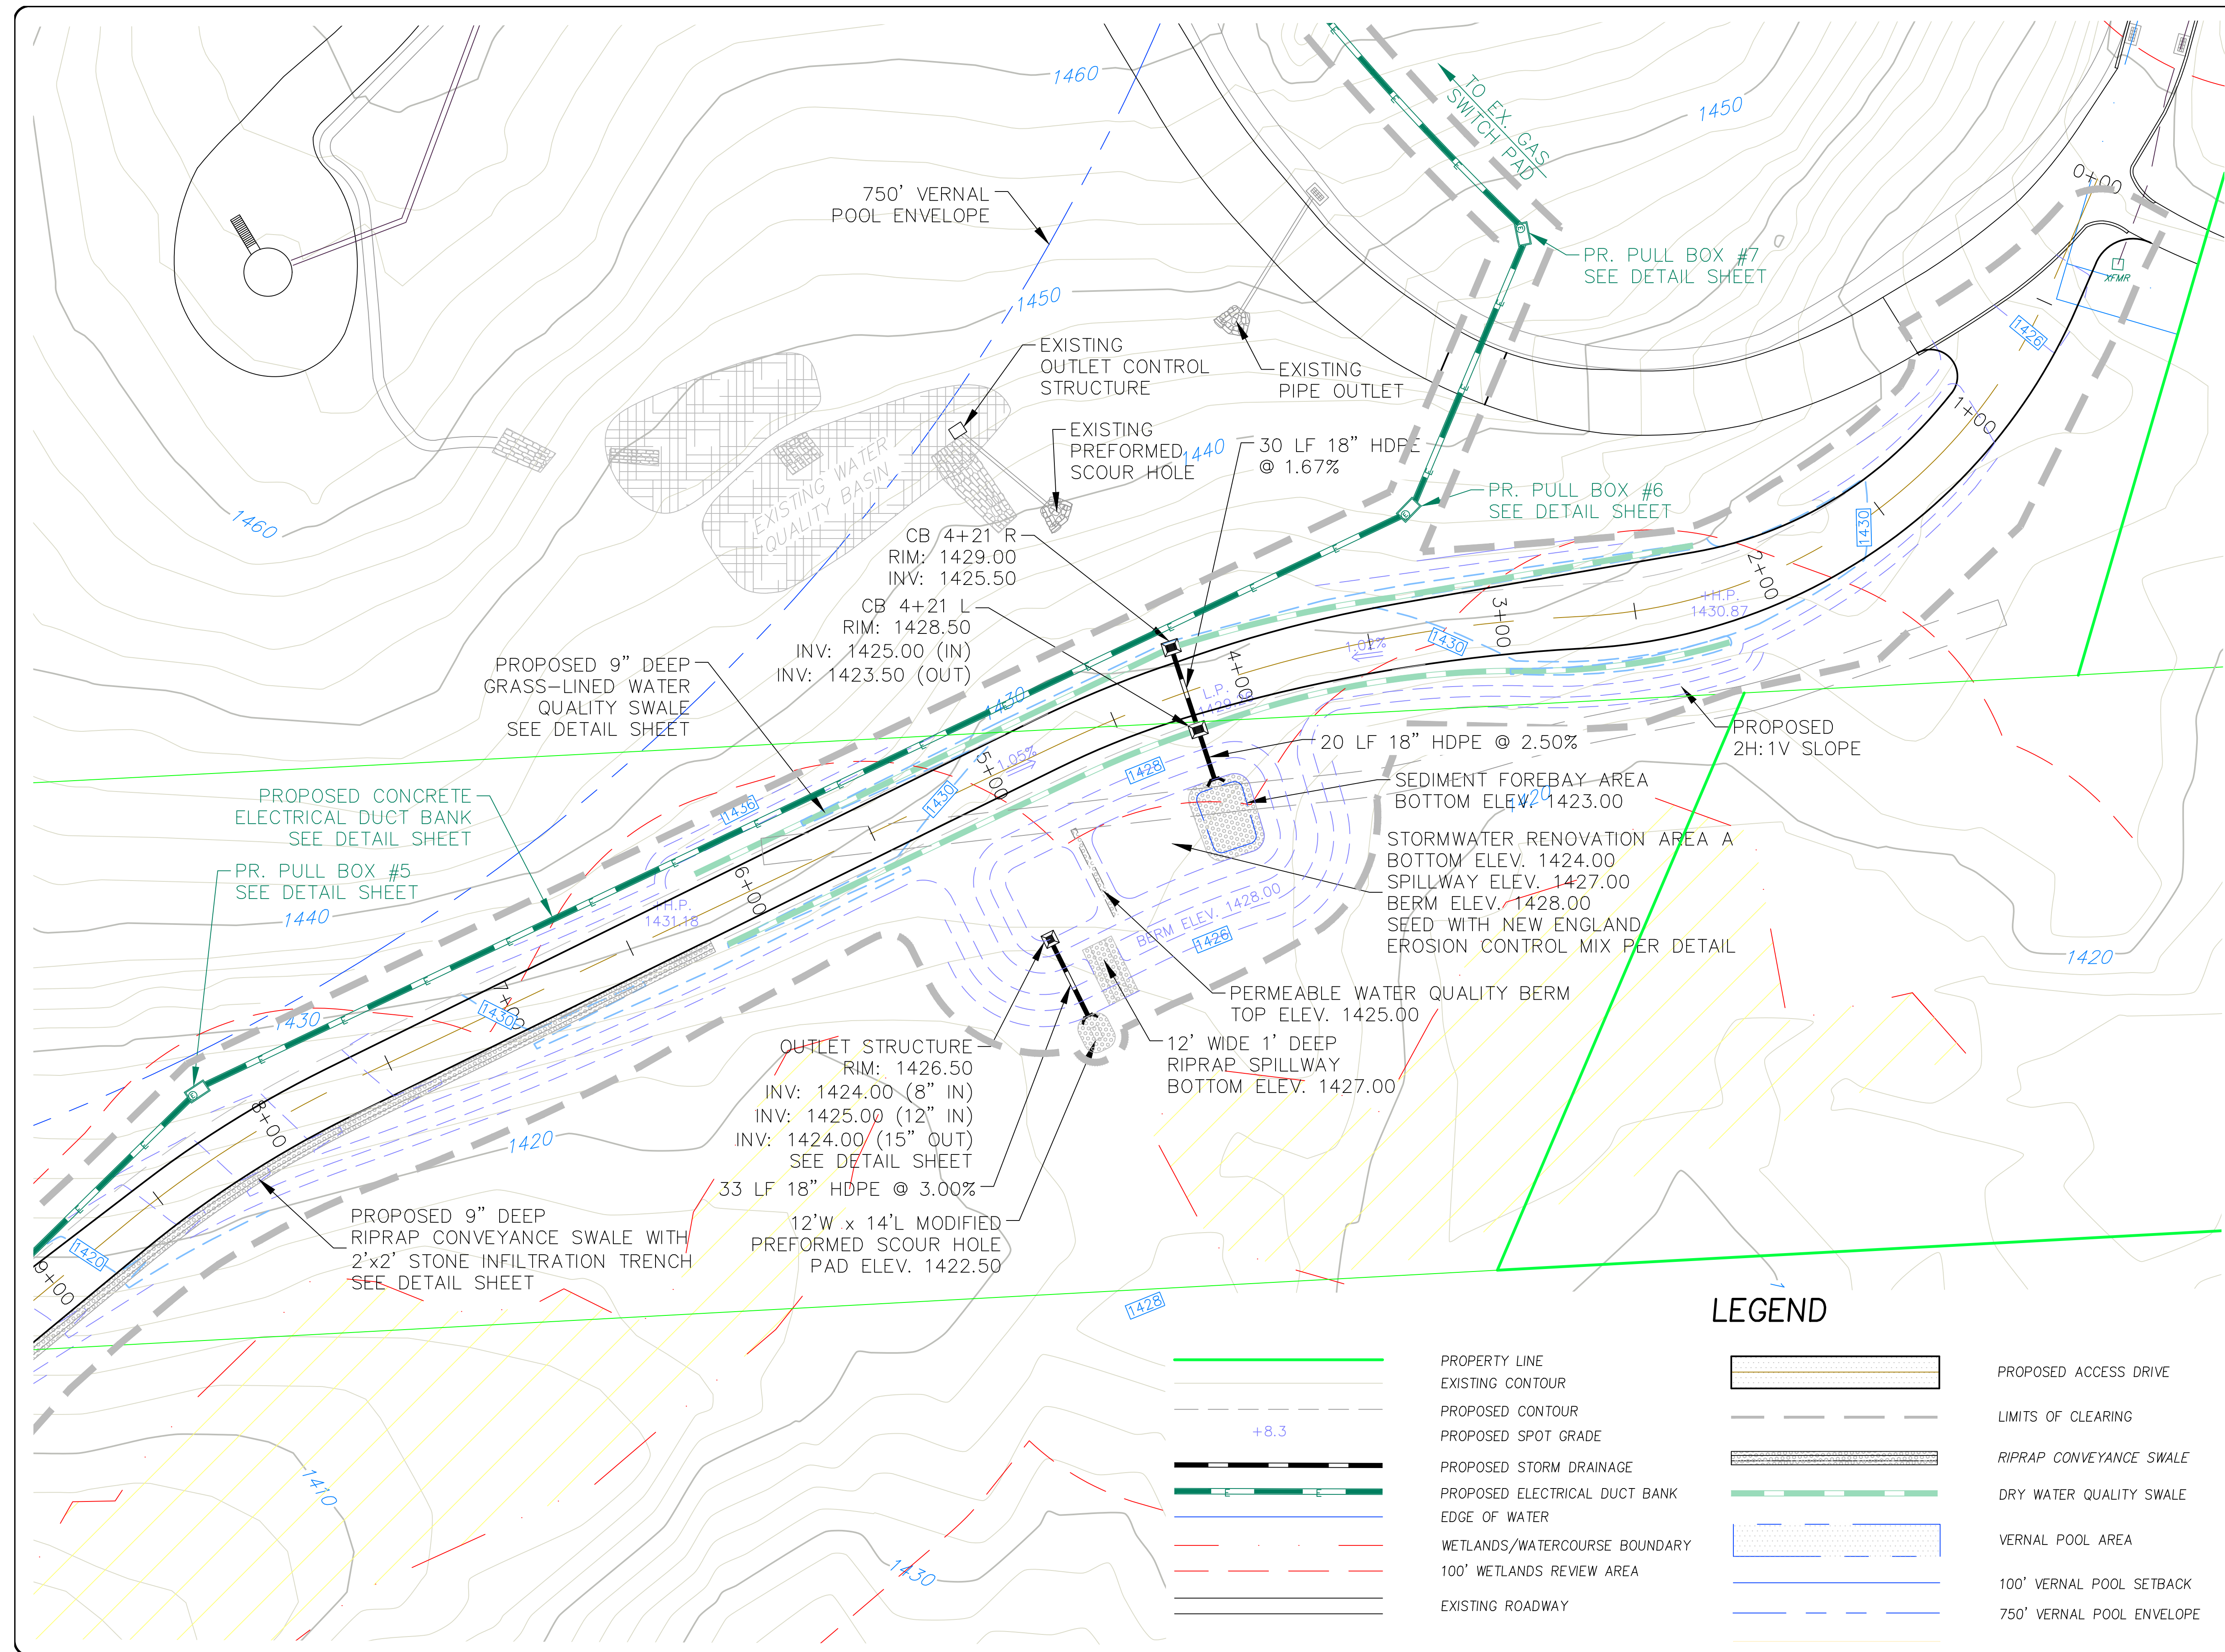 1460
1450
TO EX. GAS
SWITCH PAD
0+00
750' VERNAL
POOL ENVELOPE
PR. PULL BOX #7
SEE DETAIL SHEET
XFMR
1426
1450
EXISTING
OUTLET CONTROL
STRUCTURE
EXISTING
PIPE OUTLET
1+00
EXISTING
PREFORMED
SCOUR HOLE
1440
30 LF 18" HDPE
@ 1.67%
EXISTING WATER
QUALITY BASIN
PR. PULL BOX #6
SEE DETAIL SHEET
1460
1430
CB 4+21 R
RIM: 1429.00
INV: 1425.50
2+00
CB 4+21 L
RIM: 1428.50
INV: 1425.00 (IN)
INV: 1423.50 (OUT)
3+00
+H.P.
1430.87
1430
1.02%
4+00
PROPOSED 9" DEEP
GRASS-LINED WATER
QUALITY SWALE
SEE DETAIL SHEET
1430
L.P.
PROPOSED
2H:1V SLOPE
20 LF 18" HDPE @ 2.50%
1.05%
5+00
1428
SEDIMENT FOREBAY AREA
BOTTOM ELEV. 1423.00
1420
PROPOSED CONCRETE
ELECTRICAL DUCT BANK
SEE DETAIL SHEET
1436
1430
STORMWATER RENOVATION AREA A
BOTTOM ELEV. 1424.00
SPILLWAY ELEV. 1427.00
BERM ELEV. 1428.00
SEED WITH NEW ENGLAND
EROSION CONTROL MIX PER DETAIL
PR. PULL BOX #5
SEE DETAIL SHEET
6+00
1440
+H.P.
1431.18
BERM ELEV. 1428.00
1426
1420
PERMEABLE WATER QUALITY BERM
TOP ELEV. 1425.00
7+00
1430
1430
12' WIDE 1' DEEP
RIPRAP SPILLWAY
BOTTOM ELEV. 1427.00
OUTLET STRUCTURE
RIM: 1426.50
INV: 1424.00 (8" IN)
INV: 1425.00 (12" IN)
INV: 1424.00 (15" OUT)
SEE DETAIL SHEET
8+00
1420
33 LF 18" HDPE @ 3.00%
12'W x 14'L MODIFIED
PREFORMED SCOUR HOLE
PAD ELEV. 1422.50
PROPOSED 9" DEEP
RIPRAP CONVEYANCE SWALE WITH
2'x2' STONE INFILTRATION TRENCH
SEE DETAIL SHEET
1420
9+00
1428
1410
1430
LEGEND
PROPERTY LINE
EXISTING CONTOUR
PROPOSED CONTOUR
+8.3
PROPOSED SPOT GRADE
PROPOSED STORM DRAINAGE
E E
PROPOSED ELECTRICAL DUCT BANK
EDGE OF WATER
WETLANDS/WATERCOURSE BOUNDARY
100' WETLANDS REVIEW AREA
EXISTING ROADWAY
PROPOSED ACCESS DRIVE
LIMITS OF CLEARING
RIPRAP CONVEYANCE SWALE
DRY WATER QUALITY SWALE
VERNAL POOL AREA
100' VERNAL POOL SETBACK
750' VERNAL POOL ENVELOPE